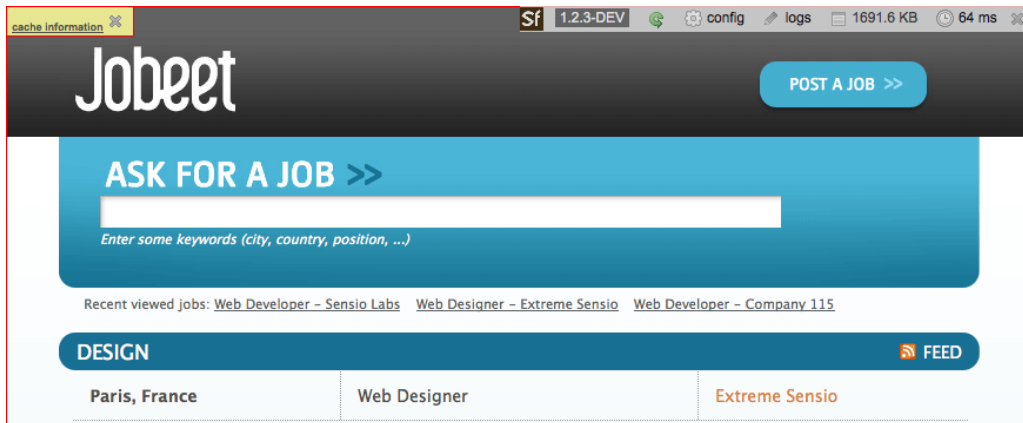 cache information
Sf 1.2.3-DEV config logs 1691.6 KB 64 ms
Jobeet
POST A JOB >>
ASK FOR A JOB >>
Enter some keywords (city, country, position, ...)
Recent viewed jobs: Web Developer – Sensio Labs Web Designer – Extreme Sensio Web Developer – Company 115
DESIGN FEED
Paris, France Web Designer Extreme Sensio